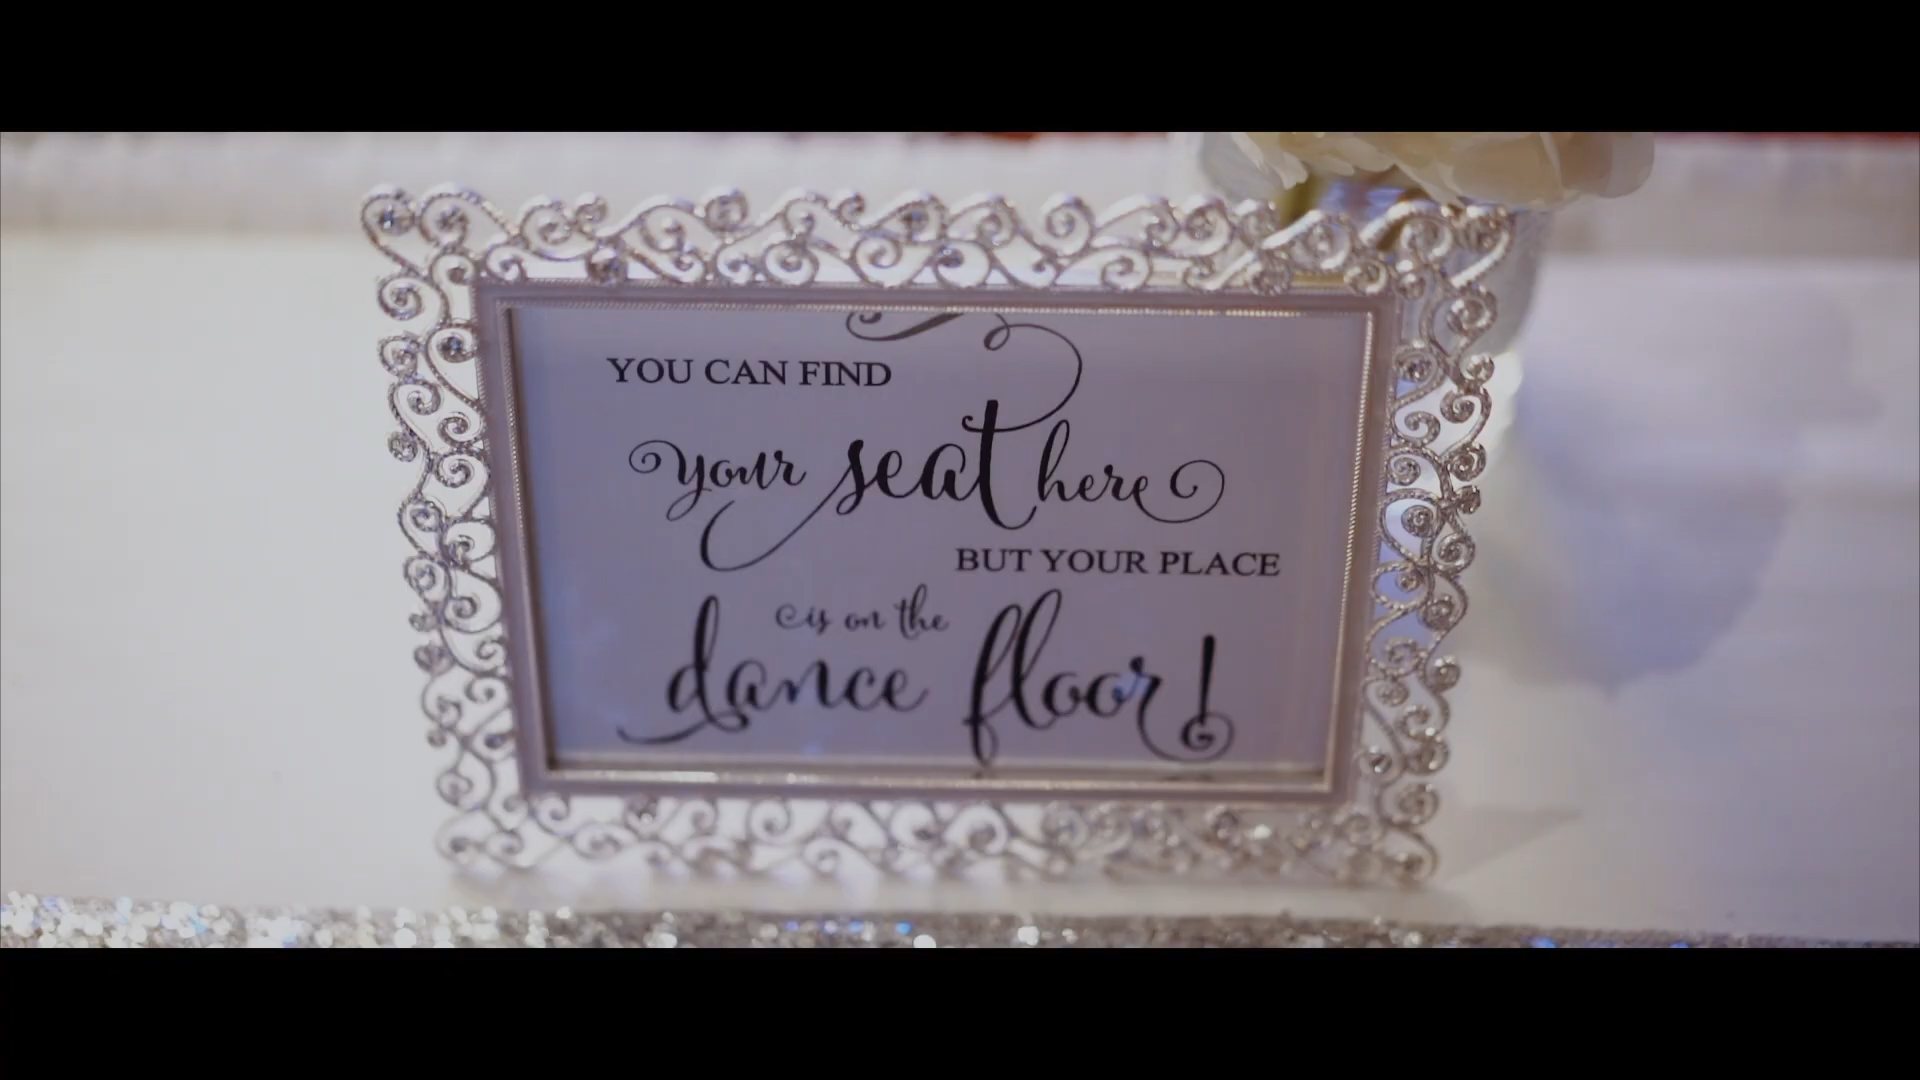 YOU CAN FIND
your seat here
BUT YOUR PLACE
is on the
dance floor!